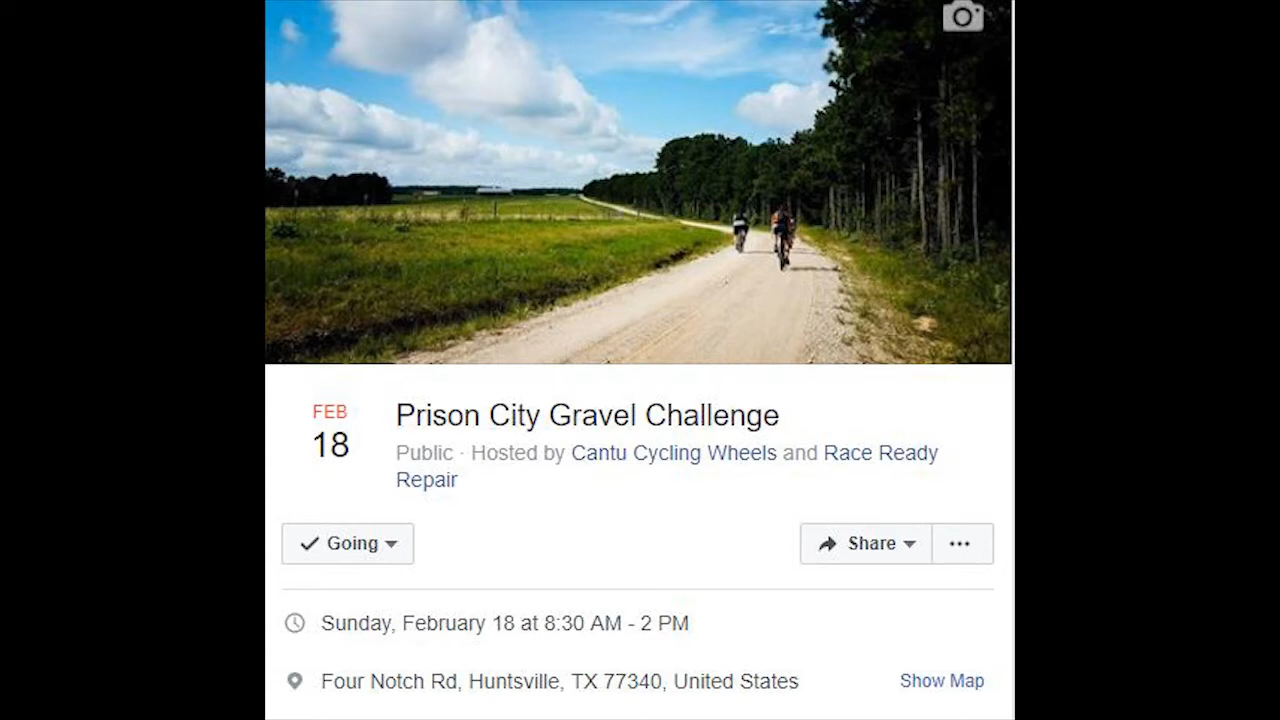 FEB
18
Prison City Gravel Challenge
Public · Hosted by Cantu Cycling Wheels and Race Ready
Repair
Going
Share
Sunday, February 18 at 8:30 AM - 2 PM
Four Notch Rd, Huntsville, TX 77340, United States
Show Map